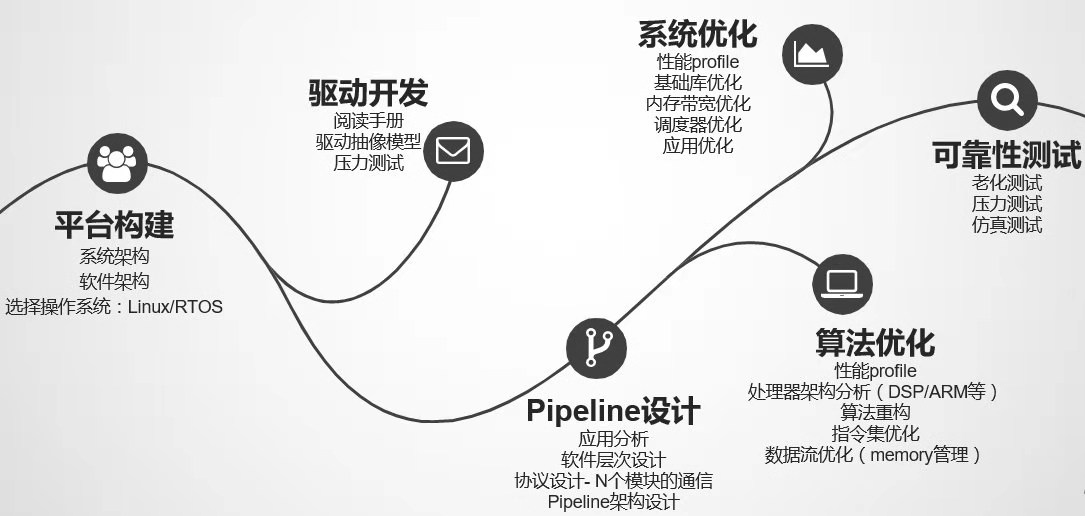 平台构建
系统架构
软件架构
选择操作系统：Linux/RTOS
驱动开发
阅读手册
驱动抽像模型
压力测试
Pipeline设计
应用分析
软件层次设计
协议设计- N个模块的通信
Pipeline架构设计
系统优化
性能profile
基础库优化
内存带宽优化
调度器优化
应用优化
算法优化
性能profile
处理器架构分析（DSP/ARM等）
算法重构
指令集优化
数据流优化（memory管理）
可靠性测试
老化测试
压力测试
仿真测试